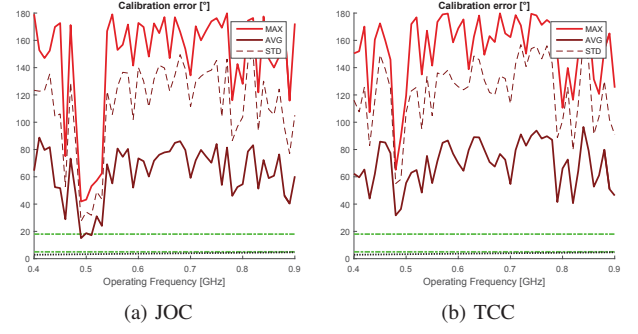 Calibration error [°]
180
160
140
120
100
80
60
40
20
0
0.4
0.5
0.6
0.7
0.8
0.9
Operating Frequency [GHz]
MAX
AVG
STD
(a) JOC
Calibration error [°]
180
160
140
120
100
80
60
40
20
0
0.4
0.5
0.6
0.7
0.8
0.9
Operating Frequency [GHz]
MAX
AVG
STD
(b) TCC